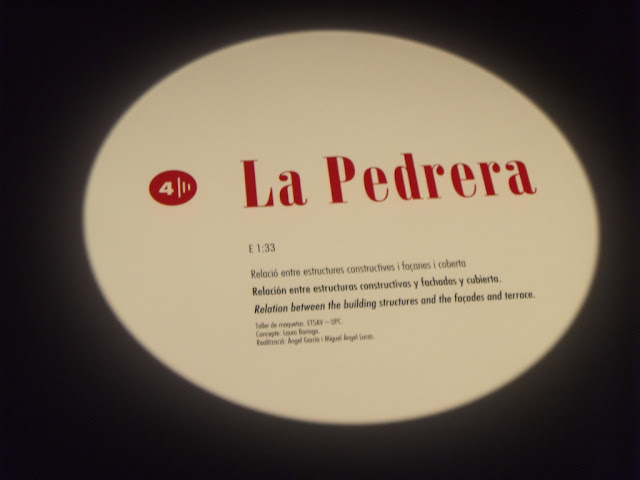 4
La Pedrera
E 1:33
Relació entre estructures constructives i façanes i coberta
Relación entre estructuras constructivas y fachadas y cubierta.
Relation between the building structures and the façades and terrace.
Taller de maquetes. ETSAV – UPC.
Concepte: Laura Baringo.
Realització: Àngel García i Miguel Àngel Lucas.